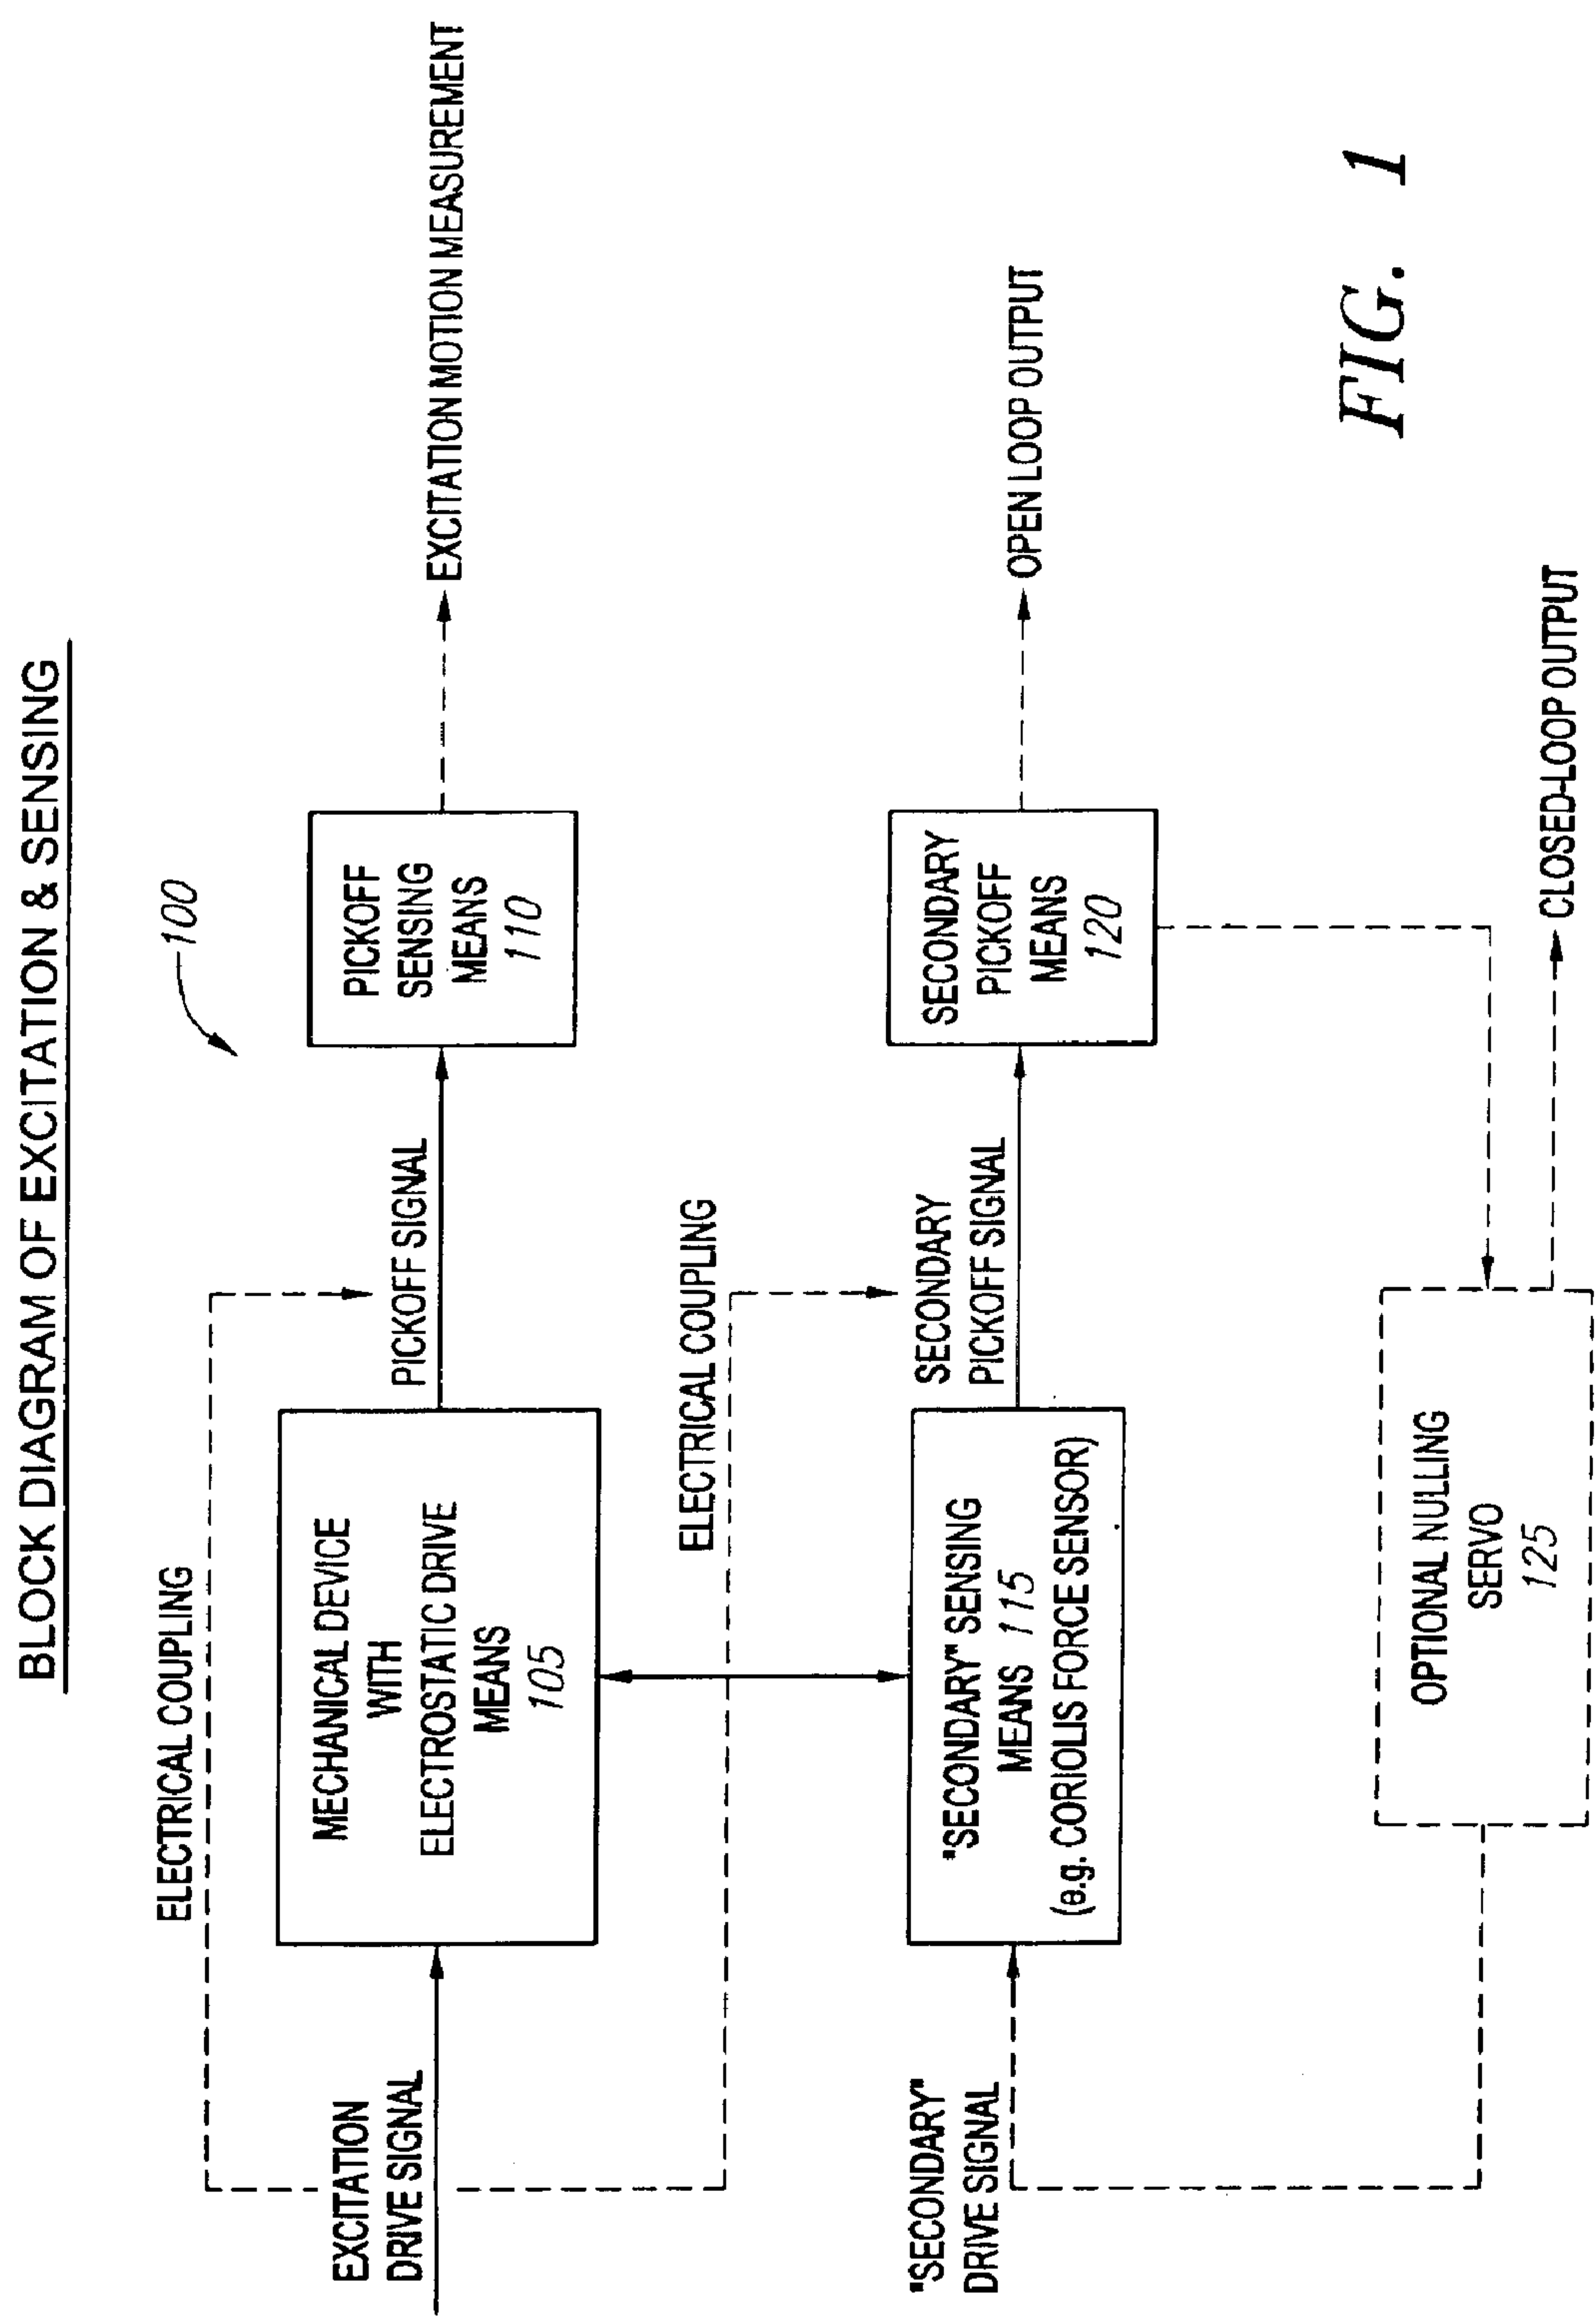 BLOCK DIAGRAM OF EXCITATION & SENSING
100
ELECTRICAL COUPLING
EXCITATION
DRIVE SIGNAL
MECHANICAL DEVICE
WITH
ELECTROSTATIC DRIVE
MEANS
105
PICKOFF SIGNAL
PICKOFF
SENSING
MEANS
110
EXCITATION MOTION MEASUREMENT
ELECTRICAL COUPLING
"SECONDARY"
DRIVE SIGNAL
"SECONDARY" SENSING
MEANS 115
(e.g. CORIOLIS FORCE SENSOR)
SECONDARY
PICKOFF SIGNAL
SECONDARY
PICKOFF
MEANS
120
OPEN LOOP OUTPUT
OPTIONAL NULLING
SERVO
125
CLOSED-LOOP OUTPUT
FIG. 1